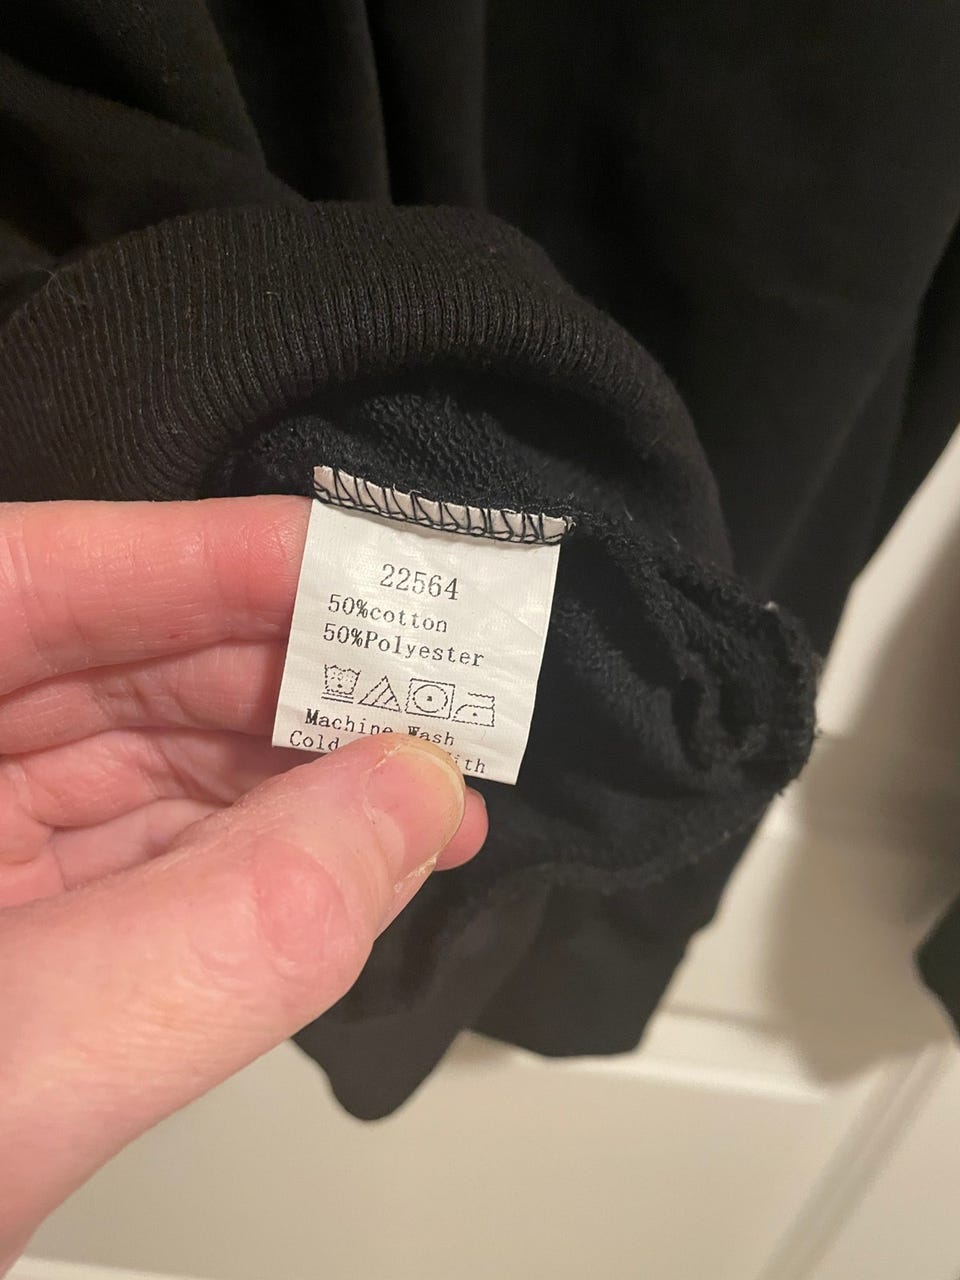 22564
50%cotton
50%Polyester
Machine Wash
Cold